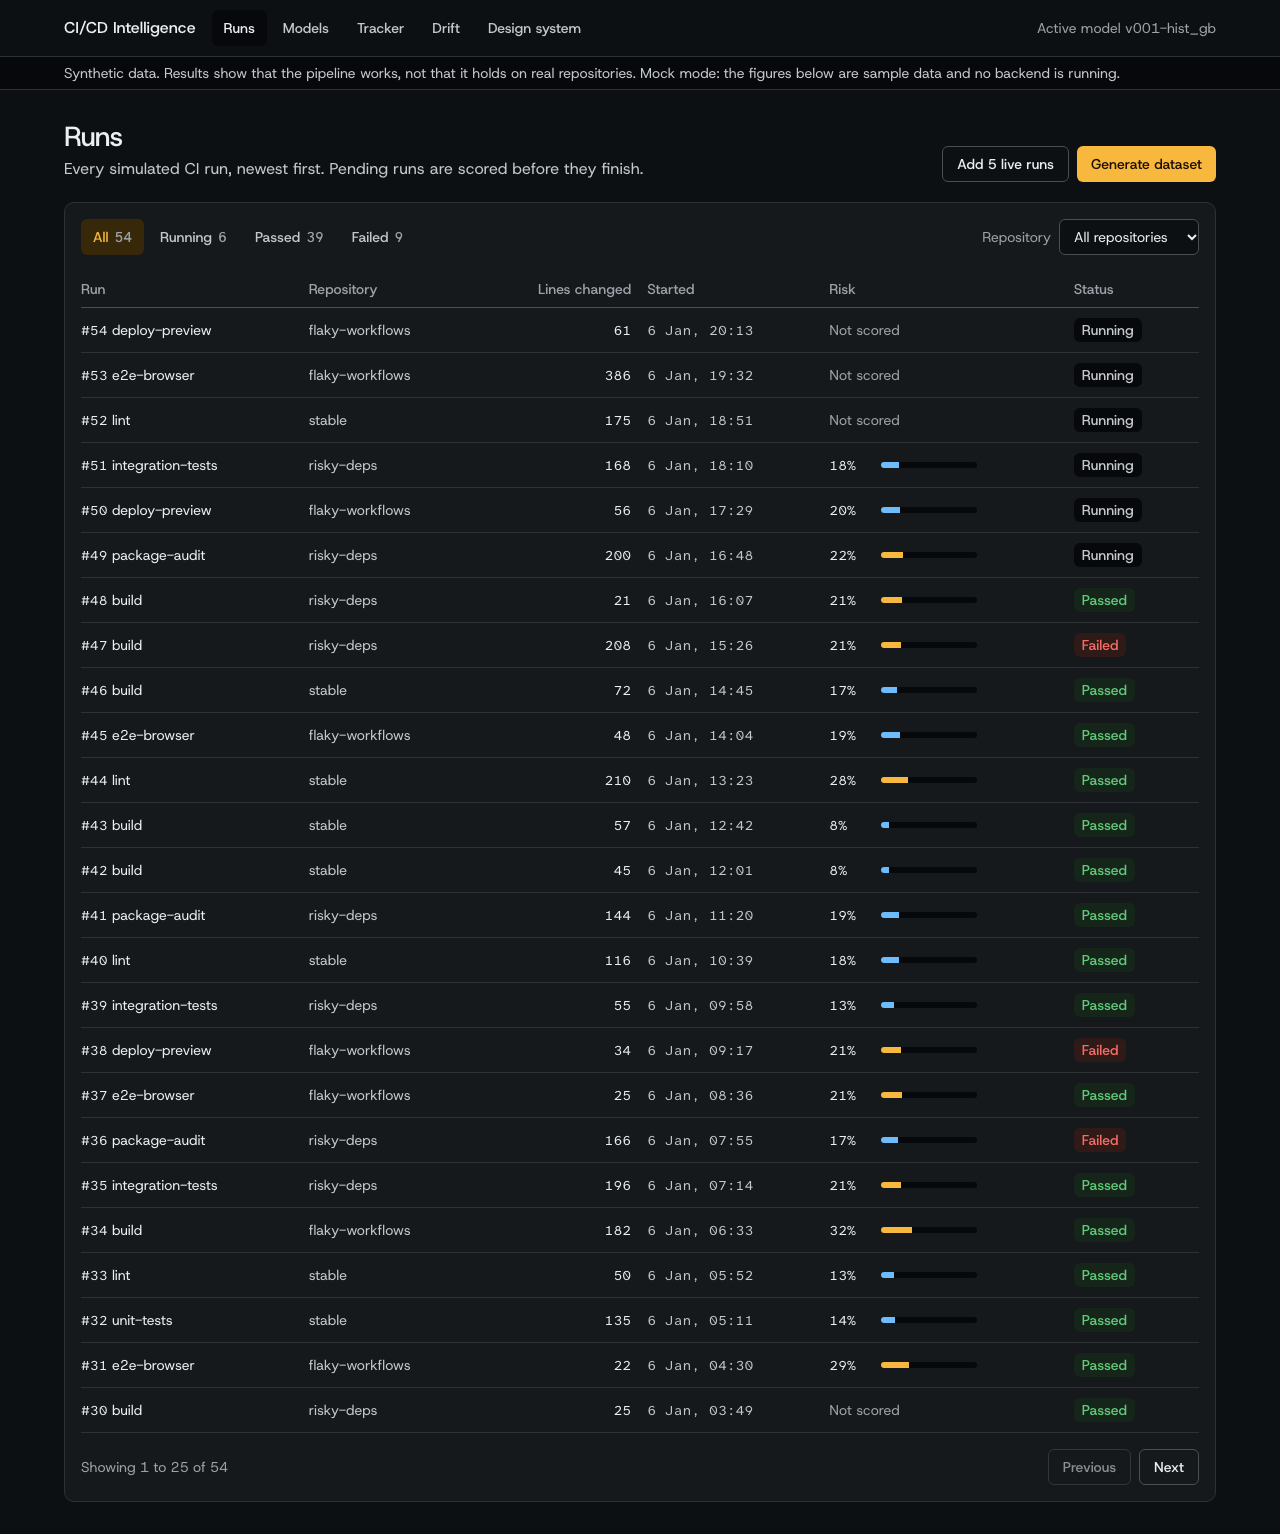 CI/CD Intelligence Runs Models Tracker Drift Design system Active model v001-hist_gb
Synthetic data. Results show that the pipeline works, not that it holds on real repositories. Mock mode: the figures below are sample data and no backend is running.
Runs
Every simulated CI run, newest first. Pending runs are scored before they finish.
Add 5 live runs Generate dataset
All 54 Running 6 Passed 39 Failed 9 Repository All repositories
Run Repository Lines changed Started Risk Status
#54 deploy-preview flaky-workflows 61 6 Jan, 20:13 Not scored Running
#53 e2e-browser flaky-workflows 386 6 Jan, 19:32 Not scored Running
#52 lint stable 175 6 Jan, 18:51 Not scored Running
#51 integration-tests risky-deps 168 6 Jan, 18:10 18% Running
#50 deploy-preview flaky-workflows 56 6 Jan, 17:29 20% Running
#49 package-audit risky-deps 200 6 Jan, 16:48 22% Running
#48 build risky-deps 21 6 Jan, 16:07 21% Passed
#47 build risky-deps 208 6 Jan, 15:26 21% Failed
#46 build stable 72 6 Jan, 14:45 17% Passed
#45 e2e-browser flaky-workflows 48 6 Jan, 14:04 19% Passed
#44 lint stable 210 6 Jan, 13:23 28% Passed
#43 build stable 57 6 Jan, 12:42 8% Passed
#42 build stable 45 6 Jan, 12:01 8% Passed
#41 package-audit risky-deps 144 6 Jan, 11:20 19% Passed
#40 lint stable 116 6 Jan, 10:39 18% Passed
#39 integration-tests risky-deps 55 6 Jan, 09:58 13% Passed
#38 deploy-preview flaky-workflows 34 6 Jan, 09:17 21% Failed
#37 e2e-browser flaky-workflows 25 6 Jan, 08:36 21% Passed
#36 package-audit risky-deps 166 6 Jan, 07:55 17% Failed
#35 integration-tests risky-deps 196 6 Jan, 07:14 21% Passed
#34 build flaky-workflows 182 6 Jan, 06:33 32% Passed
#33 lint stable 50 6 Jan, 05:52 13% Passed
#32 unit-tests stable 135 6 Jan, 05:11 14% Passed
#31 e2e-browser flaky-workflows 22 6 Jan, 04:30 29% Passed
#30 build risky-deps 25 6 Jan, 03:49 Not scored Passed
Showing 1 to 25 of 54 Previous Next